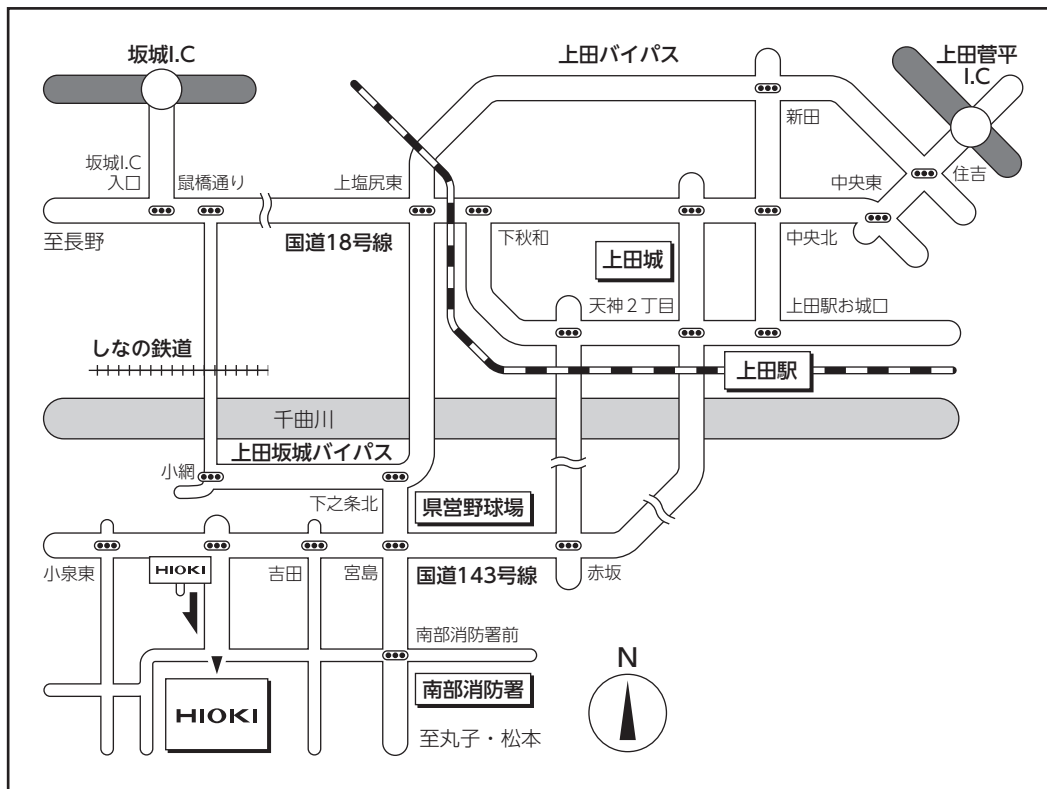 坂城I.C
上田バイパス
上田菅平
I.C
新田
坂城I.C
入口
鼠橋通り
上塩尻東
中央東
住吉
至長野
国道18号線
下秋和
上田城
中央北
天神２丁目
上田駅お城口
しなの鉄道
上田駅
千曲川
上田坂城バイパス
小網
下之条北
県営野球場
小泉東
HIOKI
吉田
宮島
国道143号線
赤坂
南部消防署前
N
南部消防署
HIOKI
至丸子・松本